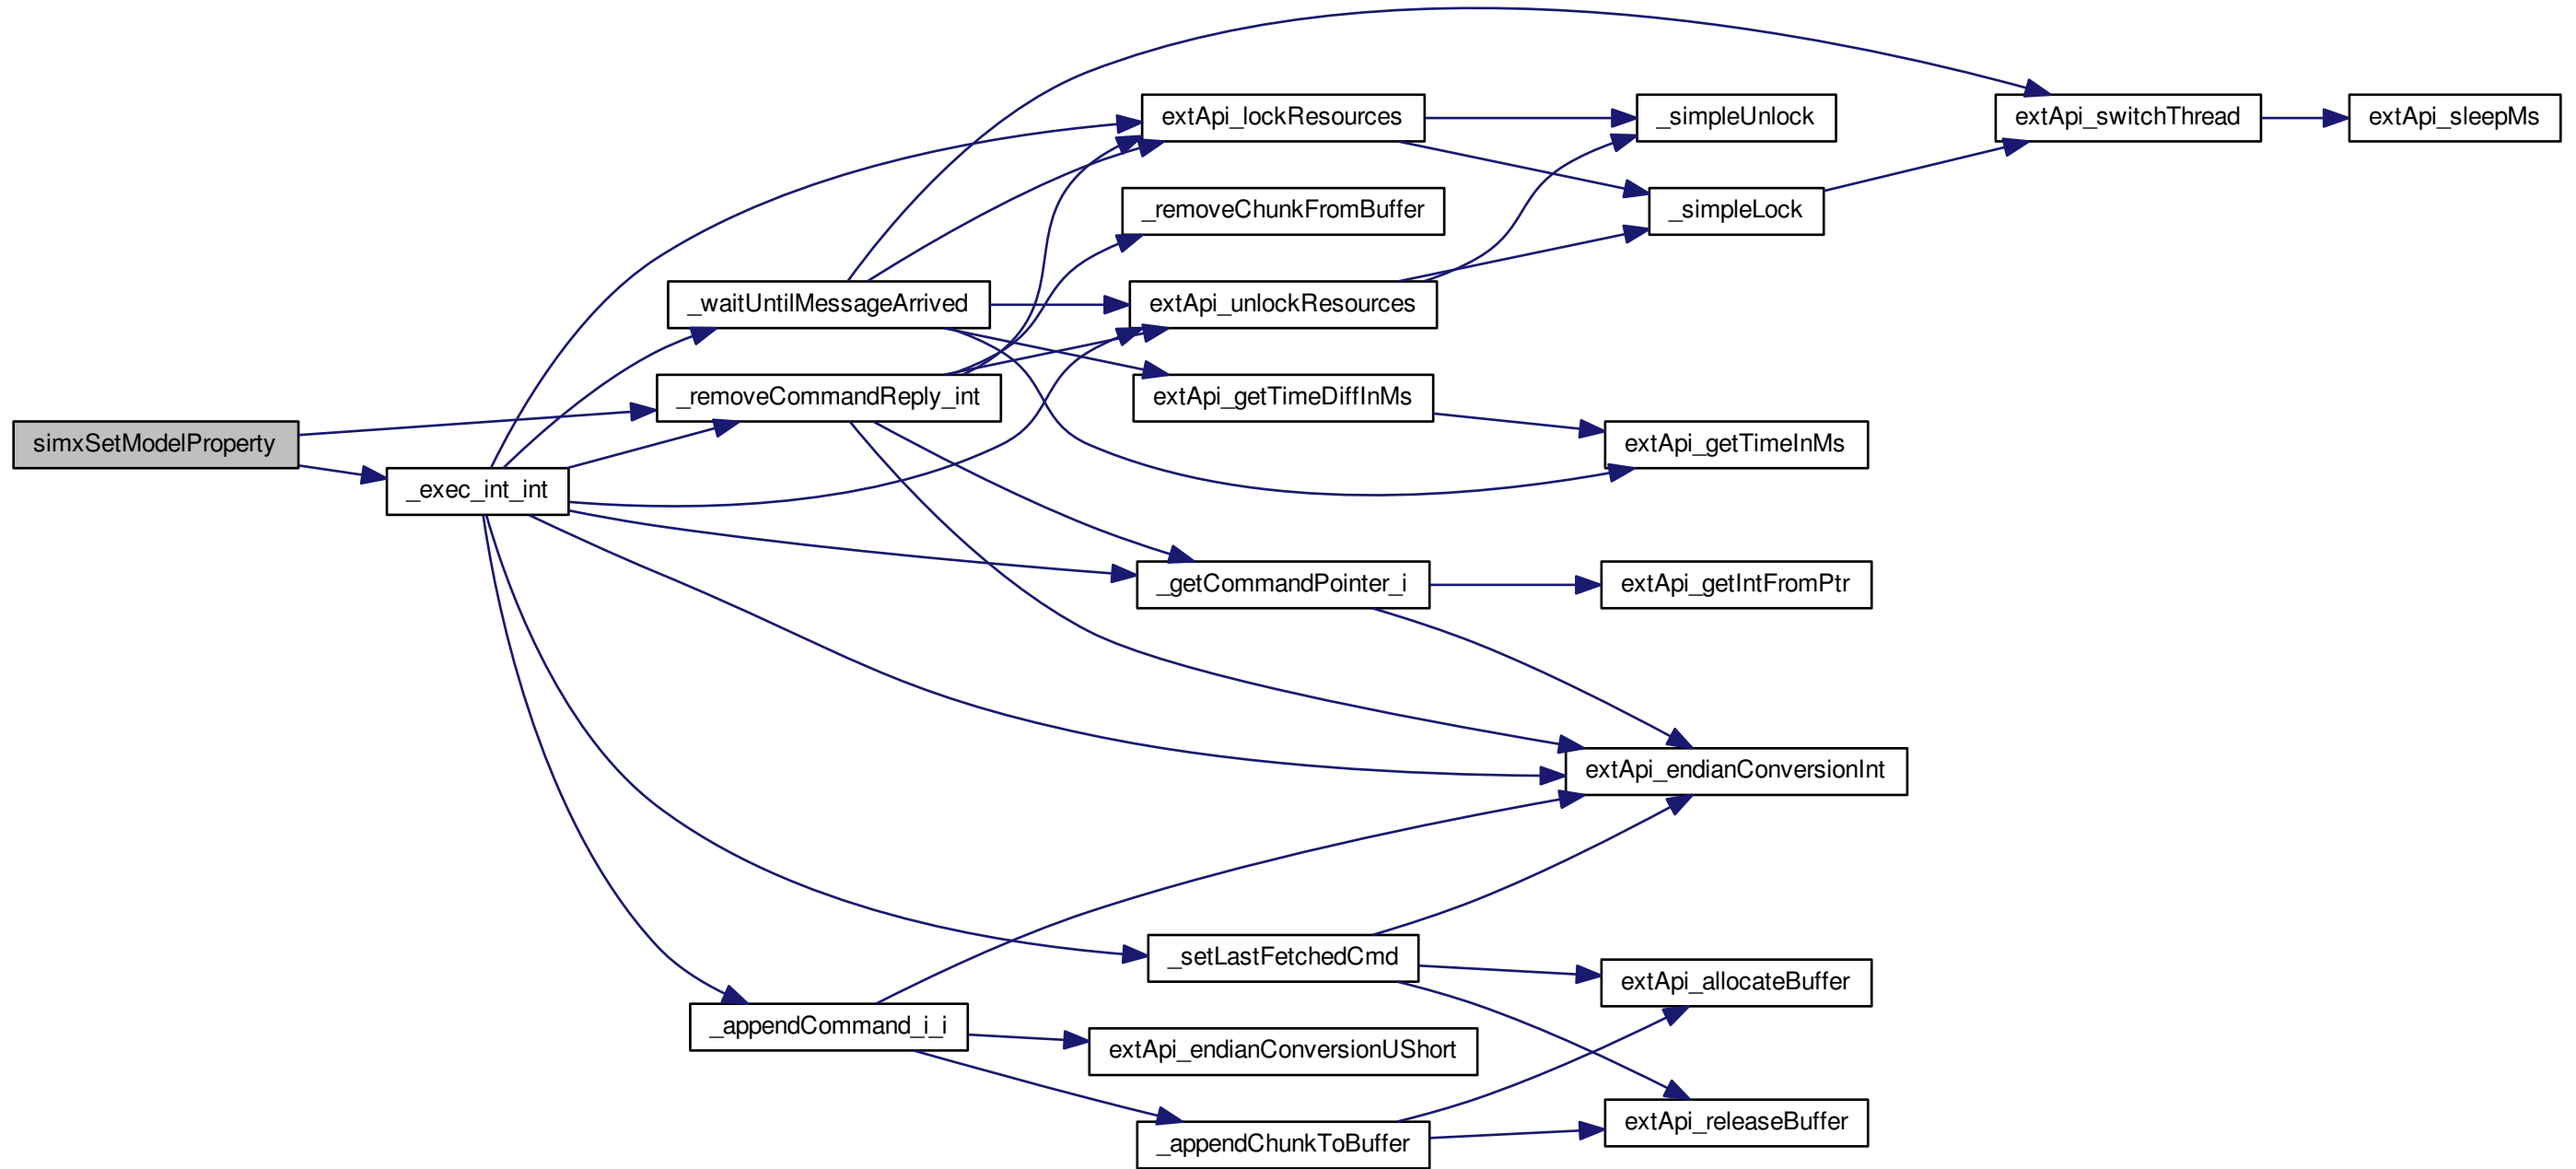 extApi_lockResources
_simpleUnlock
extApi_switchThread
extApi_sleepMs
_removeChunkFromBuffer
_simpleLock
_waitUntilMessageArrived
extApi_unlockResources
_removeCommandReply_int
extApi_getTimeDiffInMs
simxSetModelProperty
extApi_getTimeInMs
_exec_int_int
_getCommandPointer_i
extApi_getIntFromPtr
extApi_endianConversionInt
_setLastFetchedCmd
extApi_allocateBuffer
_appendCommand_i_i
extApi_endianConversionUShort
_appendChunkToBuffer
extApi_releaseBuffer